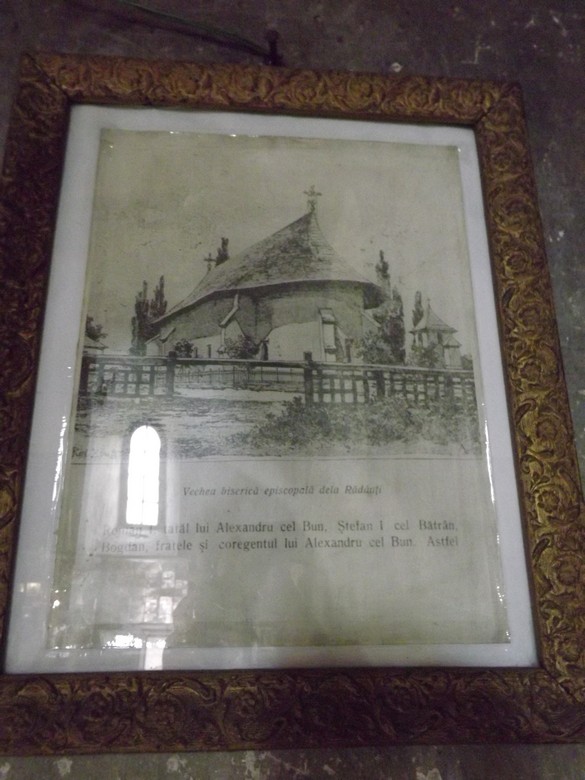 Vechea biserică episcopală dela Rădăuți
Roman I tatăl lui Alexandru cel Bun, Ștefan I cel Bătrân,
Bogdan, fratele și coregentul lui Alexandru cel Bun. Astfel